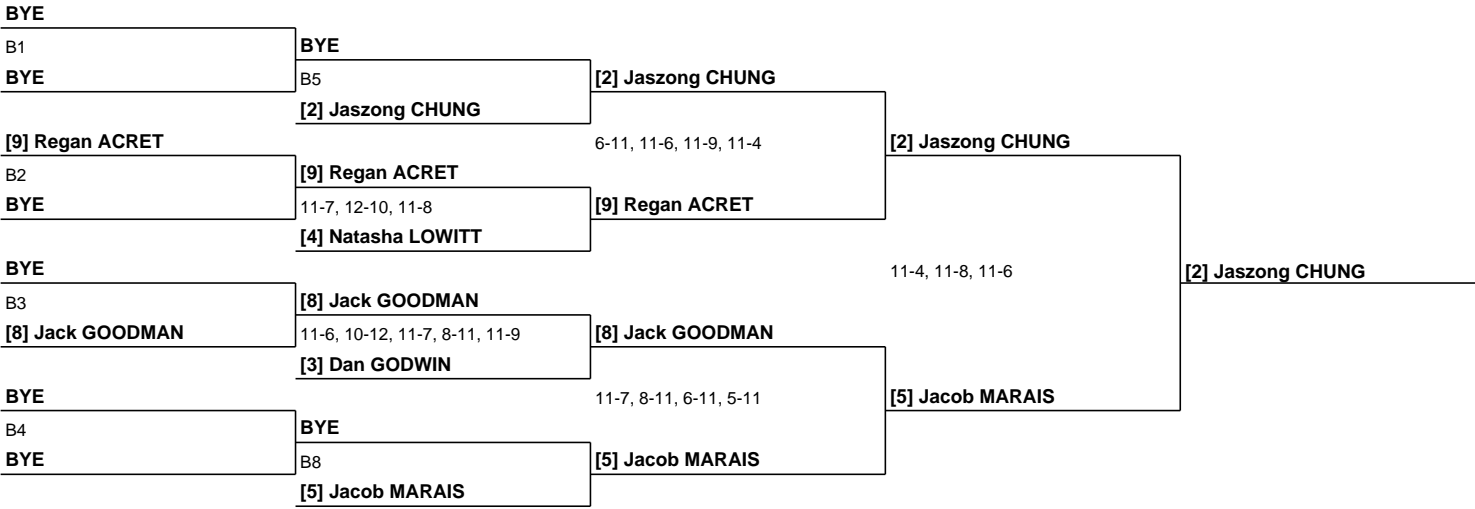 BYE
B1
BYE
BYE
B5
[2] Jaszong CHUNG
[2] Jaszong CHUNG
[9] Regan ACRET
6-11, 11-6, 11-9, 11-4
[2] Jaszong CHUNG
B2
[9] Regan ACRET
BYE
11-7, 12-10, 11-8
[9] Regan ACRET
[4] Natasha LOWITT
BYE
11-4, 11-8, 11-6
[2] Jaszong CHUNG
B3
[8] Jack GOODMAN
[8] Jack GOODMAN
11-6, 10-12, 11-7, 8-11, 11-9
[8] Jack GOODMAN
[3] Dan GODWIN
BYE
11-7, 8-11, 6-11, 5-11
[5] Jacob MARAIS
B4
BYE
BYE
B8
[5] Jacob MARAIS
[5] Jacob MARAIS